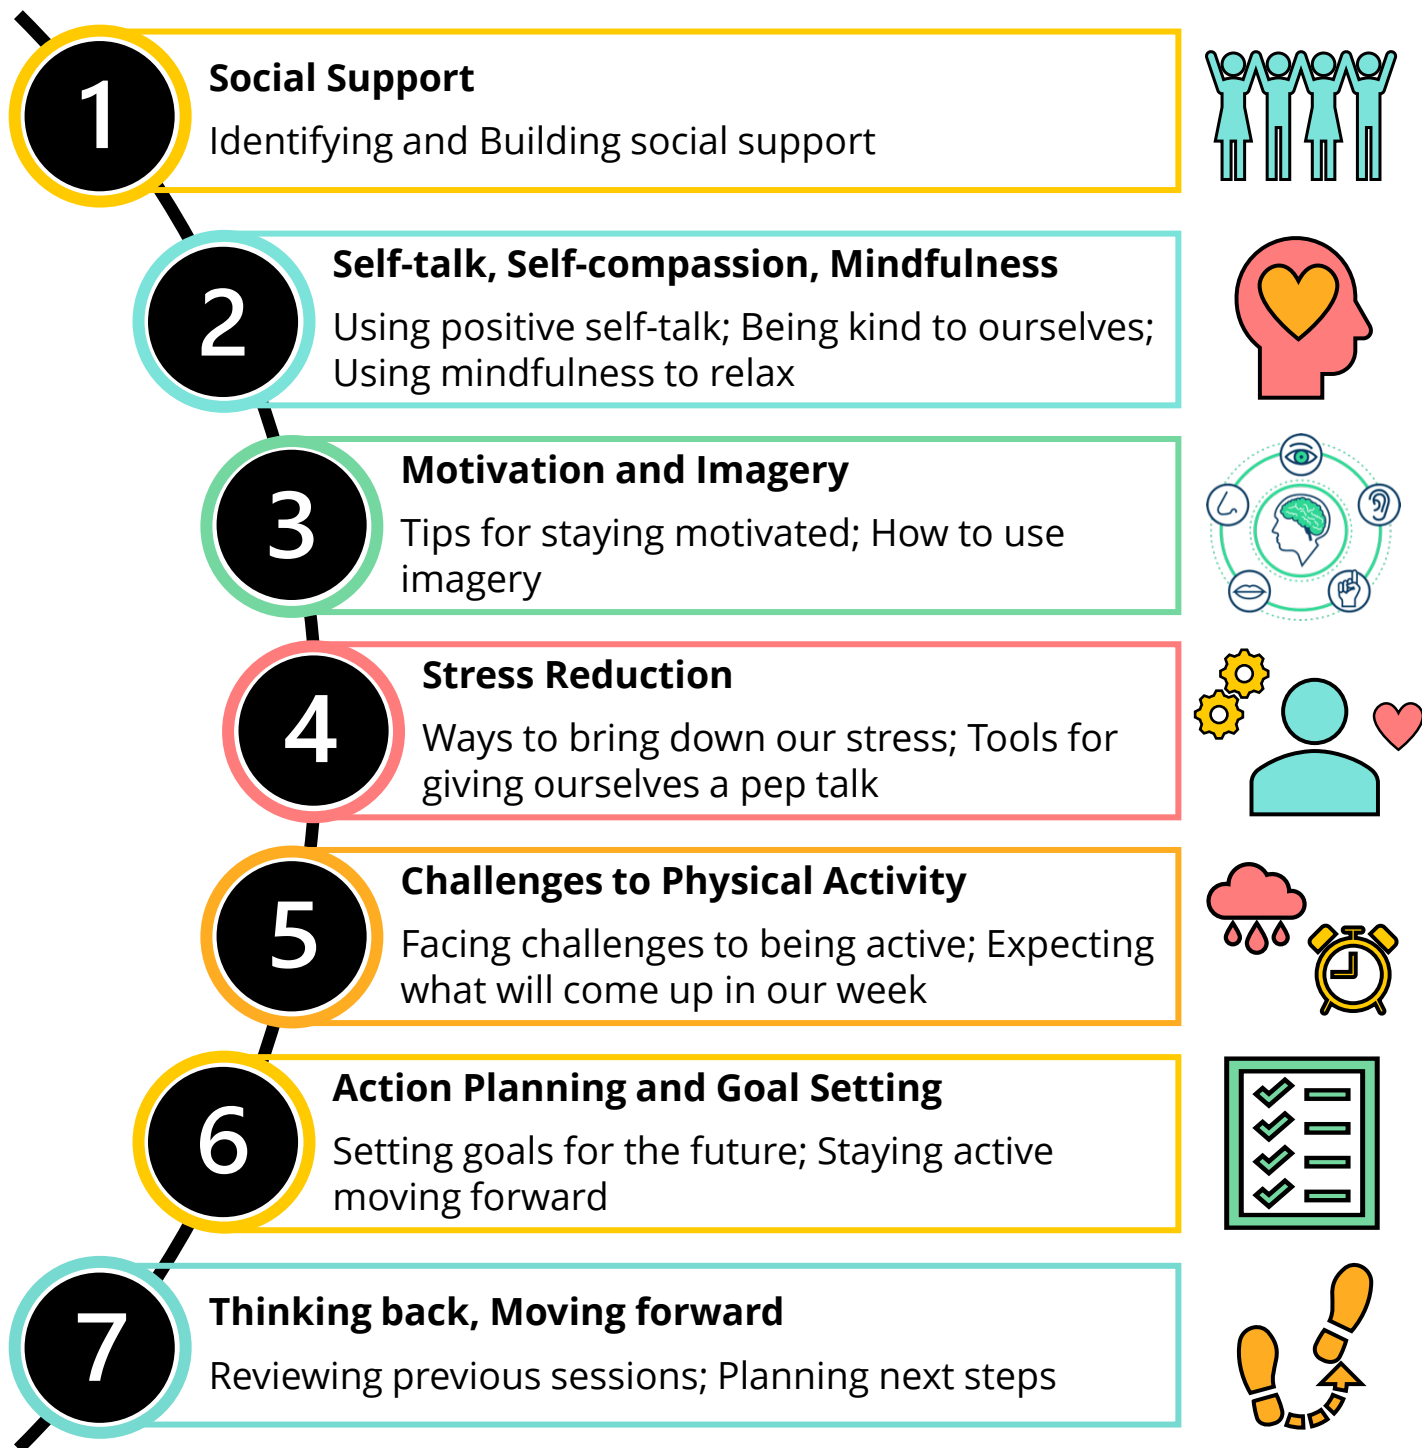 1
Social Support
Identifying and Building social support
2
Self-talk, Self-compassion, Mindfulness
Using positive self-talk; Being kind to ourselves;
Using mindfulness to relax
3
Motivation and Imagery
Tips for staying motivated; How to use
imagery
4
Stress Reduction
Ways to bring down our stress; Tools for
giving ourselves a pep talk
5
Challenges to Physical Activity
Facing challenges to being active; Expecting
what will come up in our week
6
Action Planning and Goal Setting
Setting goals for the future; Staying active
moving forward
7
Thinking back, Moving forward
Reviewing previous sessions; Planning next steps